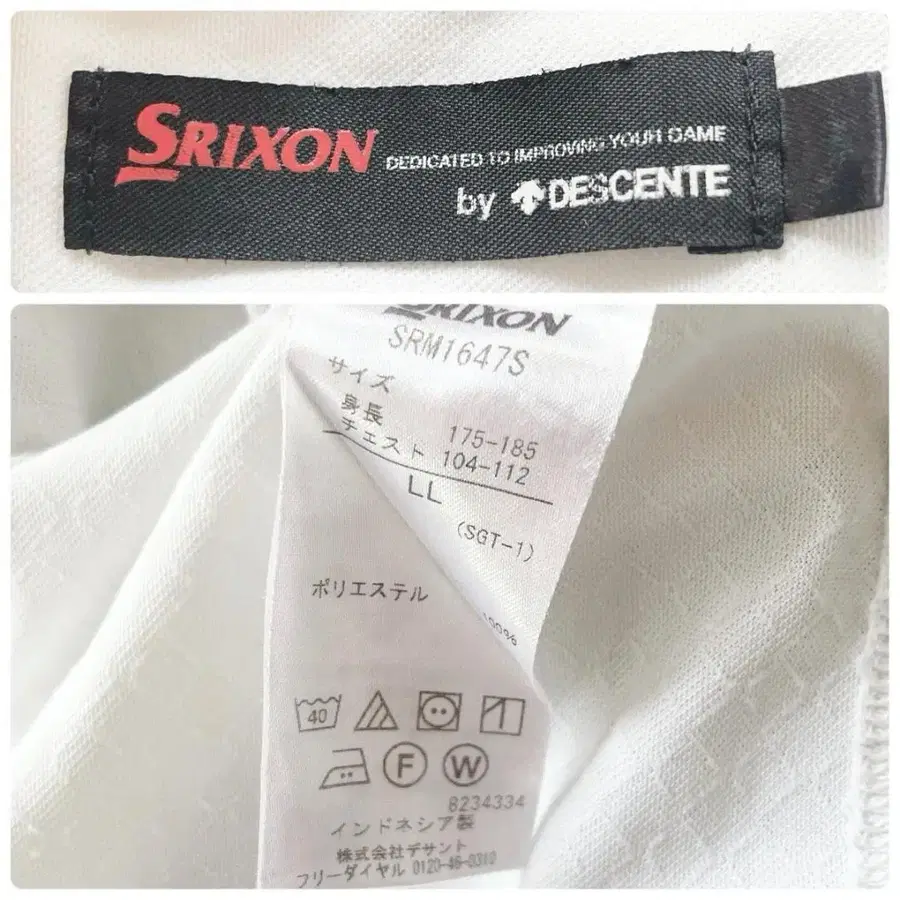 SRIXON DEDICATED TO IMPROVING YOUR GAME
by DESCENTE
SRIXON
SRM1647S
サイズ
身長 175-185
チェスト 104-112
LL
(SGT-1)
ポリエステル 100%
40
F W
8234334
インドネシア製
株式会社デサント
フリーダイヤル 0120-46-0310